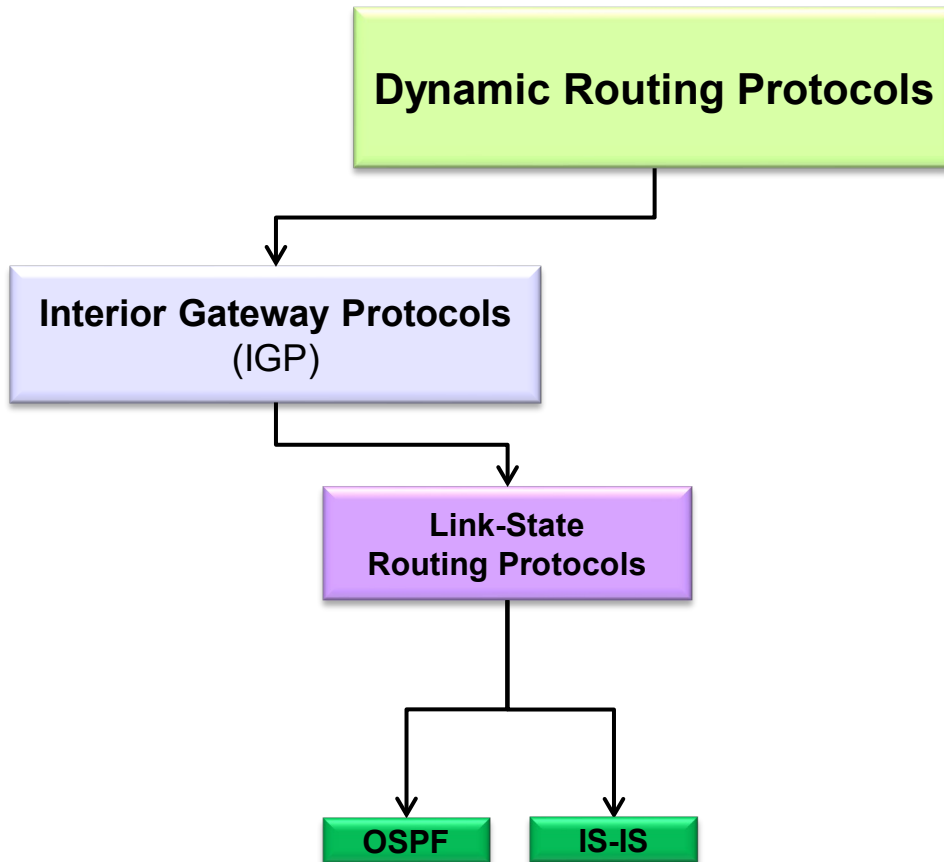 Dynamic Routing Protocols
Interior Gateway Protocols
(IGP)
Link-State
Routing Protocols
OSPF
IS-IS